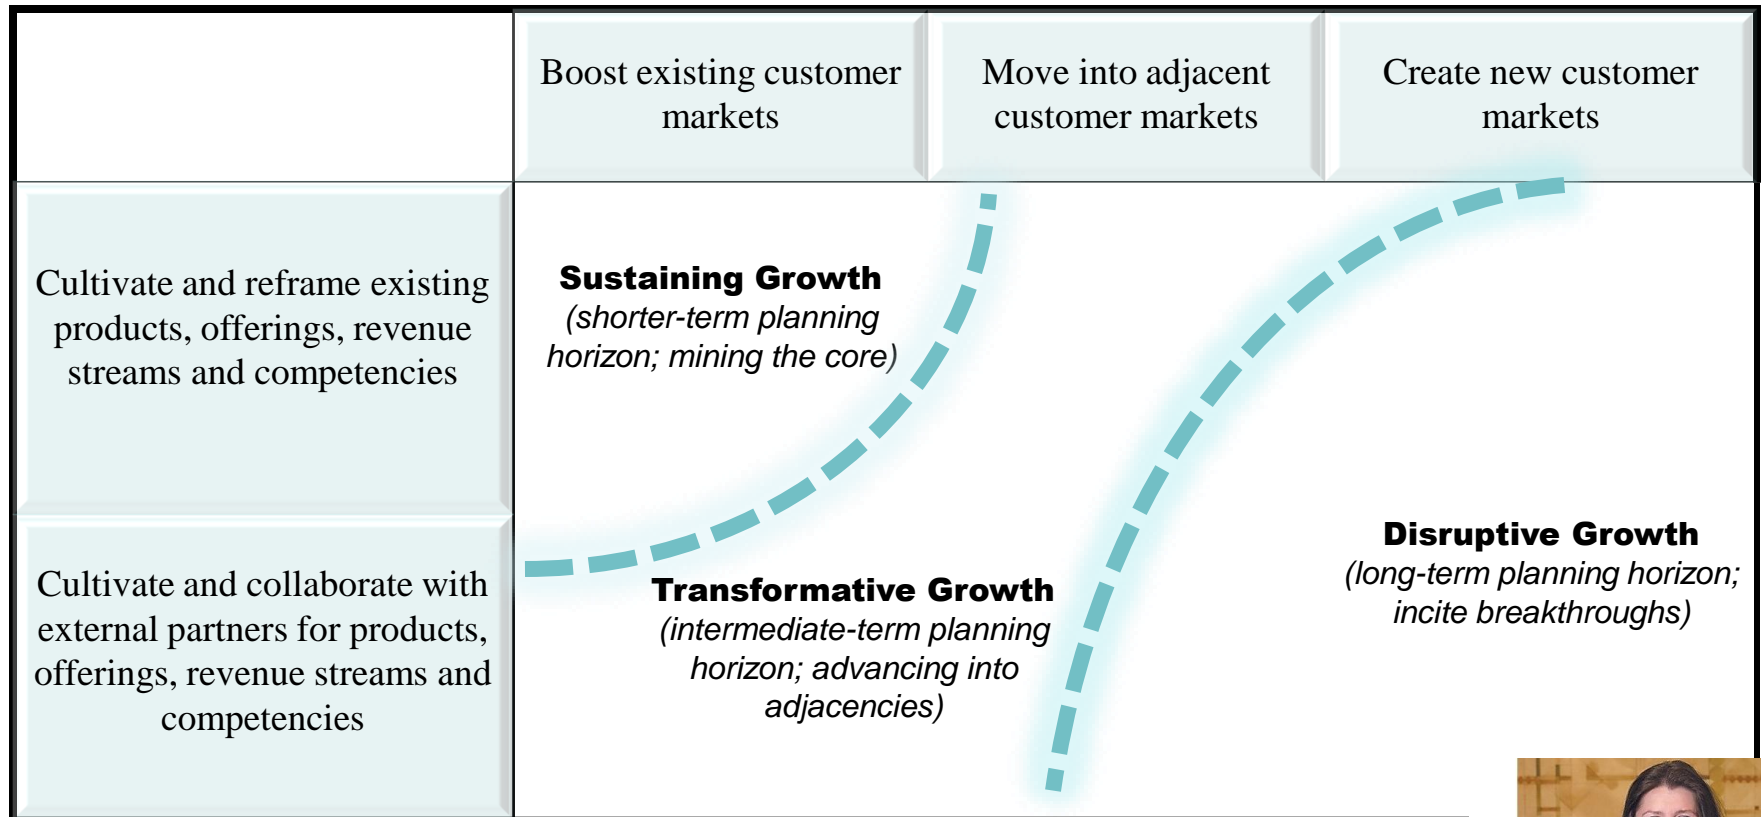 Boost existing customer
markets
Move into adjacent
customer markets
Create new customer
markets
Cultivate and reframe existing
products, offerings, revenue
streams and competencies
Sustaining Growth
(shorter-term planning
horizon; mining the core)
Cultivate and collaborate with
external partners for products,
offerings, revenue streams and
competencies
Transformative Growth
(intermediate-term planning
horizon; advancing into
adjacencies)
Disruptive Growth
(long-term planning horizon;
incite breakthroughs)